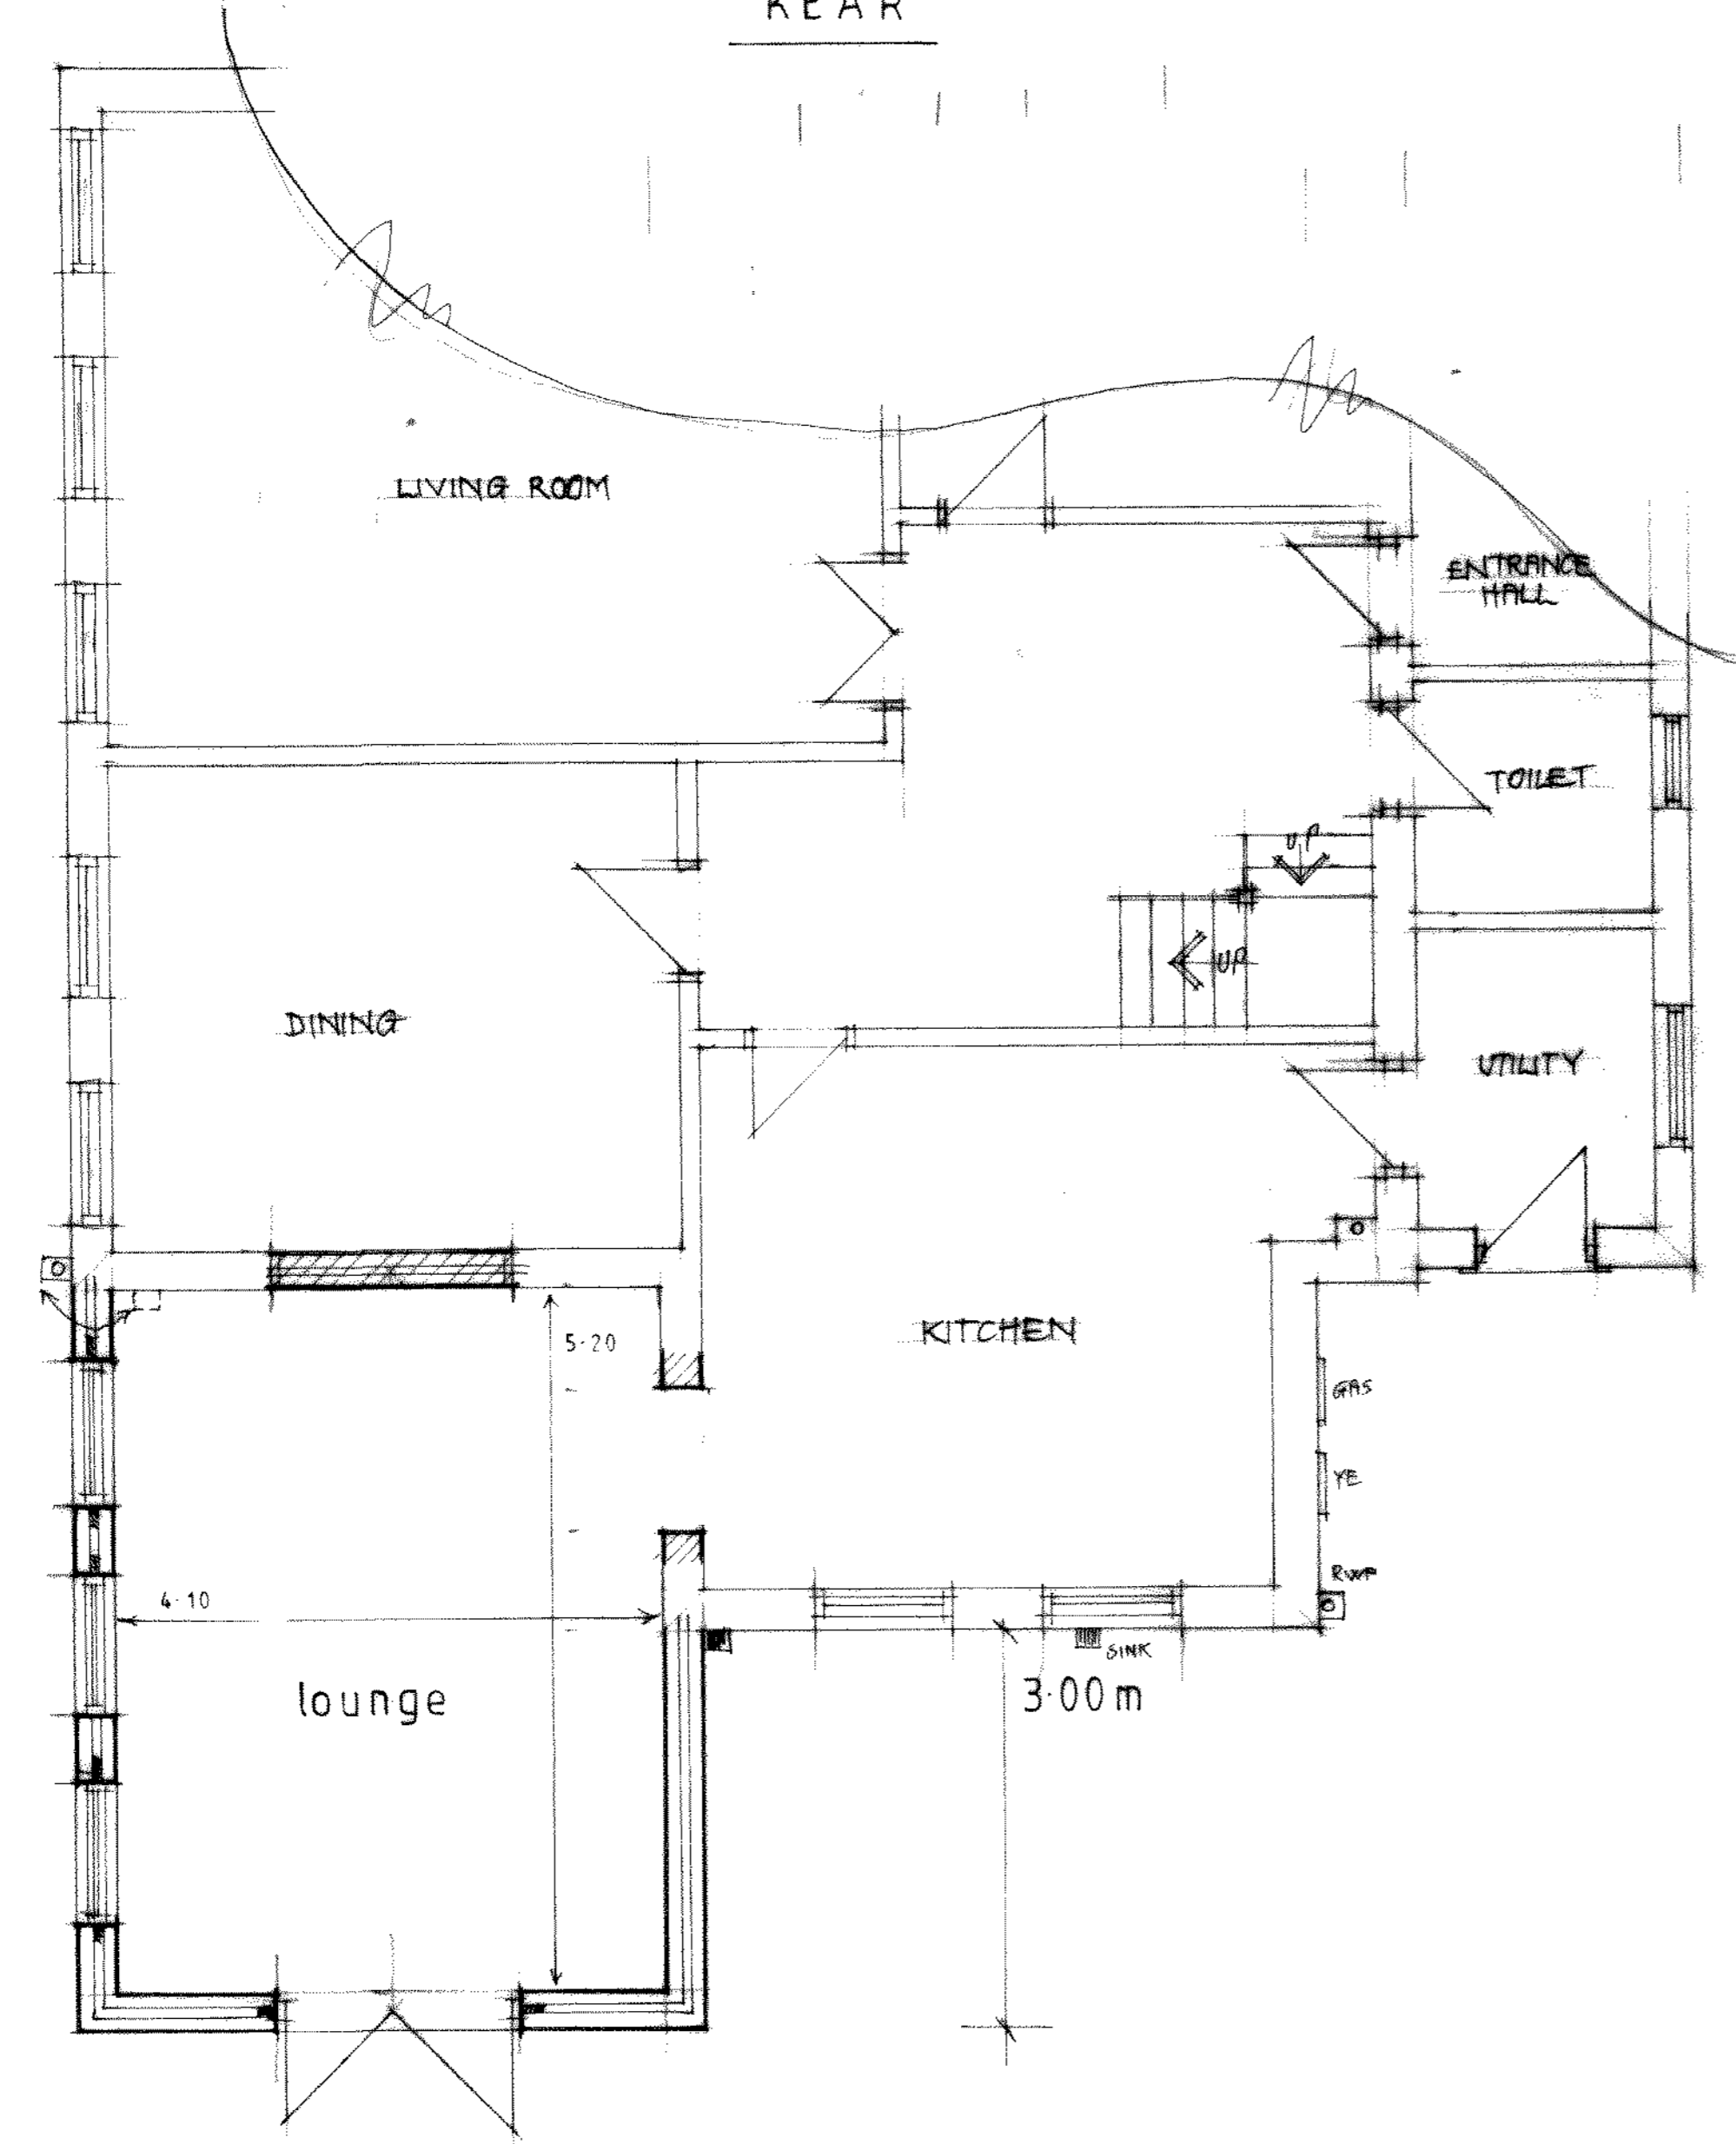 REAR
LIVING ROOM
ENTRANCE
HALL
TOILET
UP
UP
DINING
UTILITY
KITCHEN
5·20
GAS
YE
RWP
4·10
SINK
lounge
3·00m